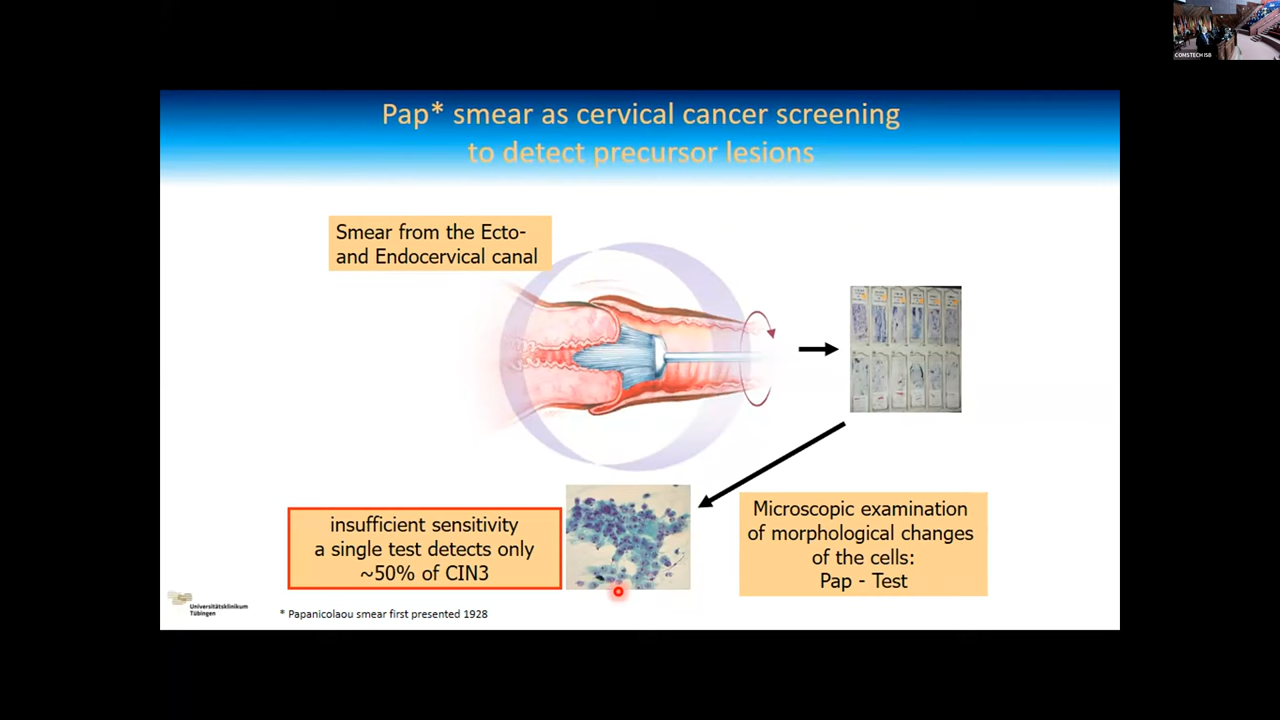 COMSTECH ISB
Pap* smear as cervical cancer screening
to detect precursor lesions
Smear from the Ecto-
and Endocervical canal
insufficient sensitivity
a single test detects only
~50% of CIN3
Microscopic examination
of morphological changes
of the cells:
Pap - Test
Universitätsklinikum
Tübingen
* Papanicolaou smear first presented 1928